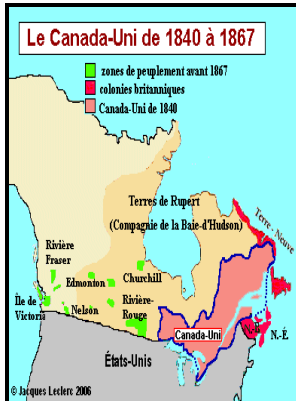 Le Canada-Uni de 1840 à 1867
zones de peuplement avant 1867
colonies britanniques
Canada-Uni de 1840
Terres de Rupert
(Compagnie de la Baie-d'Hudson)
Terre-Neuve
Rivière
Fraser
Edmonton
Churchill
Île de
Victoria
Nelson
Rivière-
Rouge
Canada-Uni
N.-B.
N.-É.
États-Unis
© Jacques Leclerc 2006